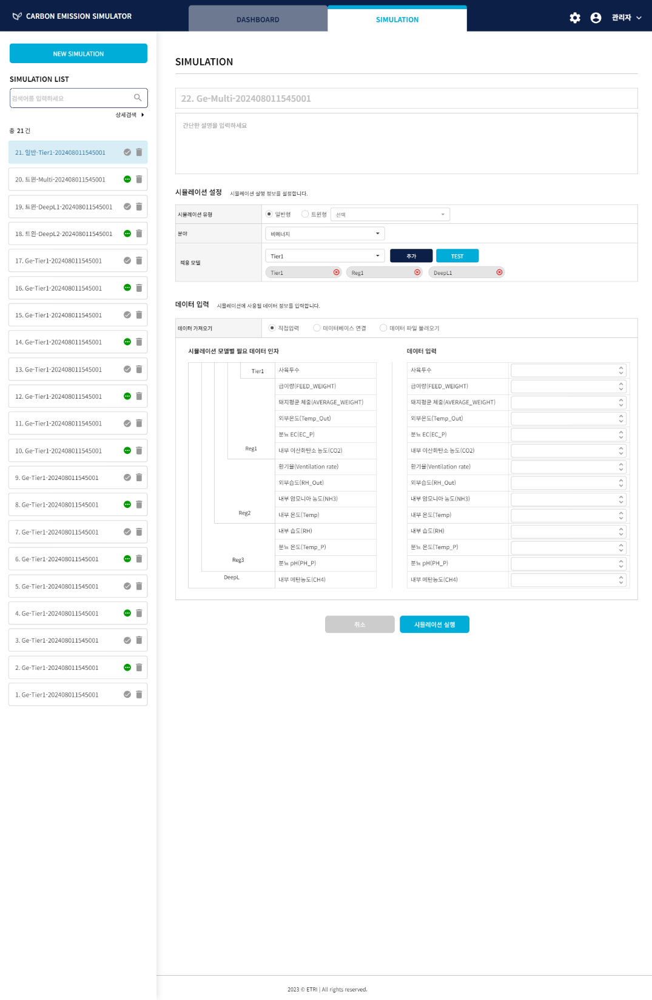 CARBON EMISSION SIMULATOR
DASHBOARD
SIMULATION
관리자
NEW SIMULATION
SIMULATION LIST
검색어를 입력하세요
상세검색
총 21 건
21. 일반-Tier1-202408011545001
20. 트윈-Multi-202408011545001
19. 트윈-DeepL1-202408011545001
18. 트윈-DeepL2-202408011545001
17. Ge-Tier1-202408011545001
16. Ge-Tier1-202408011545001
15. Ge-Tier1-202408011545001
14. Ge-Tier1-202408011545001
13. Ge-Tier1-202408011545001
12. Ge-Tier1-202408011545001
11. Ge-Tier1-202408011545001
10. Ge-Tier1-202408011545001
9. Ge-Tier1-202408011545001
8. Ge-Tier1-202408011545001
7. Ge-Tier1-202408011545001
6. Ge-Tier1-202408011545001
5. Ge-Tier1-202408011545001
4. Ge-Tier1-202408011545001
3. Ge-Tier1-202408011545001
2. Ge-Tier1-202408011545001
1. Ge-Tier1-202408011545001
SIMULATION
22. Ge-Multi-202408011545001
간단한 설명을 입력하세요
시뮬레이션 설정 시뮬레이션 실행 정보를 설정합니다.
시뮬레이션 유형 일반형 트윈형 선택
분야 비에너지
적용 모델 Tier1 추가 TEST
Tier1 Reg1 DeepL1
데이터 입력 시뮬레이션에 사용될 데이터 정보를 입력합니다.
데이터 가져오기 직접입력 데이터베이스 연결 데이터 파일 불러오기
시뮬레이션 모델별 필요 데이터 인자
Tier1 사육두수
급이량(FEED_WEIGHT)
돼지평균 체중(AVERAGE_WEIGHT)
외부온도(Temp_Out)
분뇨 EC(EC_P)
Reg1 내부 이산화탄소 농도(CO2)
환기율(Ventilation rate)
외부습도(RH_Out)
내부 암모니아 농도(NH3)
Reg2 내부 온도(Temp)
내부 습도(RH)
분뇨 온도(Temp_P)
Reg3 분뇨 pH(PH_P)
DeepL 내부 메탄농도(CH4)
데이터 입력
사육두수
급이량(FEED_WEIGHT)
돼지평균 체중(AVERAGE_WEIGHT)
외부온도(Temp_Out)
분뇨 EC(EC_P)
내부 이산화탄소 농도(CO2)
환기율(Ventilation rate)
외부습도(RH_Out)
내부 암모니아 농도(NH3)
내부 온도(Temp)
내부 습도(RH)
분뇨 온도(Temp_P)
분뇨 pH(PH_P)
내부 메탄농도(CH4)
취소
시뮬레이션 실행
2023 © ETRI | All rights reserved.